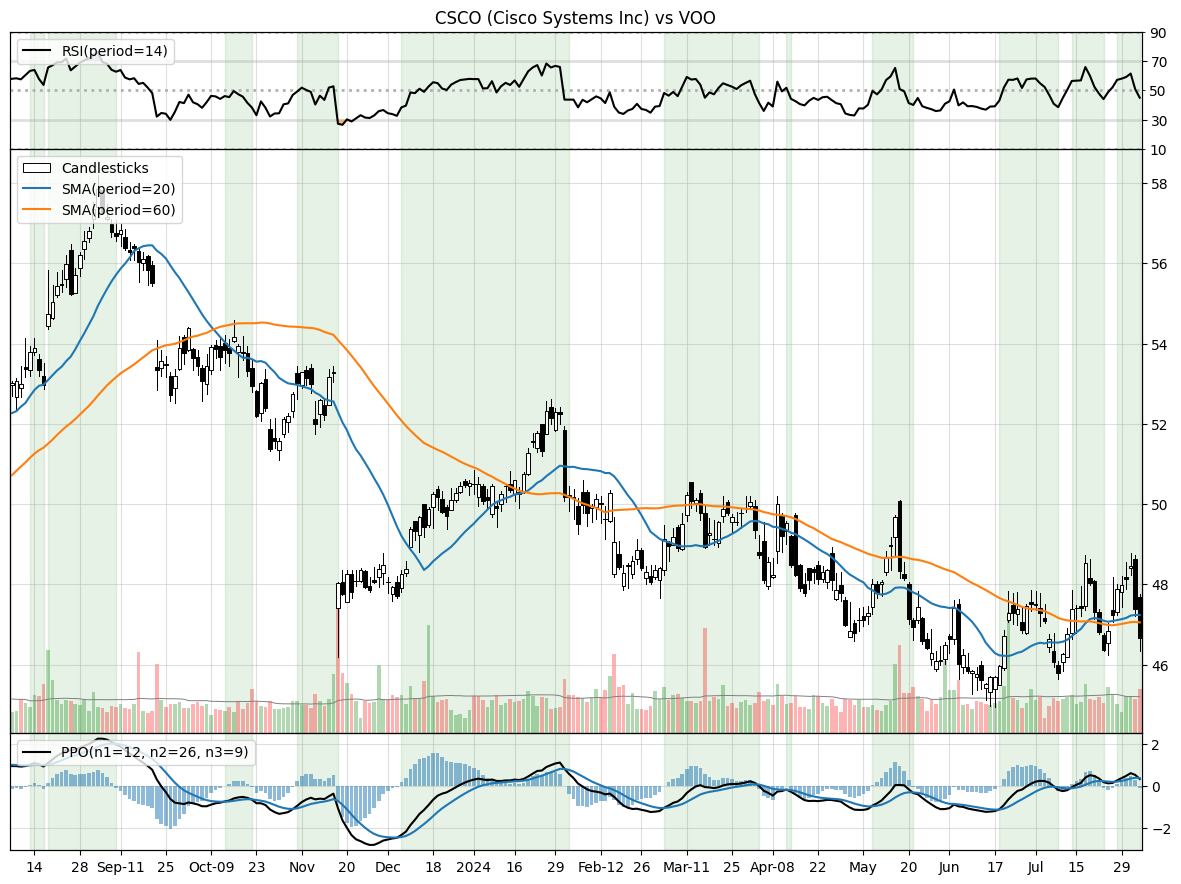 CSCO (Cisco Systems Inc) vs VOO
RSI(period=14)
90
70
50
30
10
Candlesticks
SMA(period=20)
SMA(period=60)
58
56
54
52
50
48
46
PPO(n1=12, n2=26, n3=9)
2
0
−2
14 28 Sep-11 25 Oct-09 23 Nov 20 Dec 18 2024 16 29 Feb-12 26 Mar-11 25 Apr-08 22 May 20 Jun 17 Jul 15 29